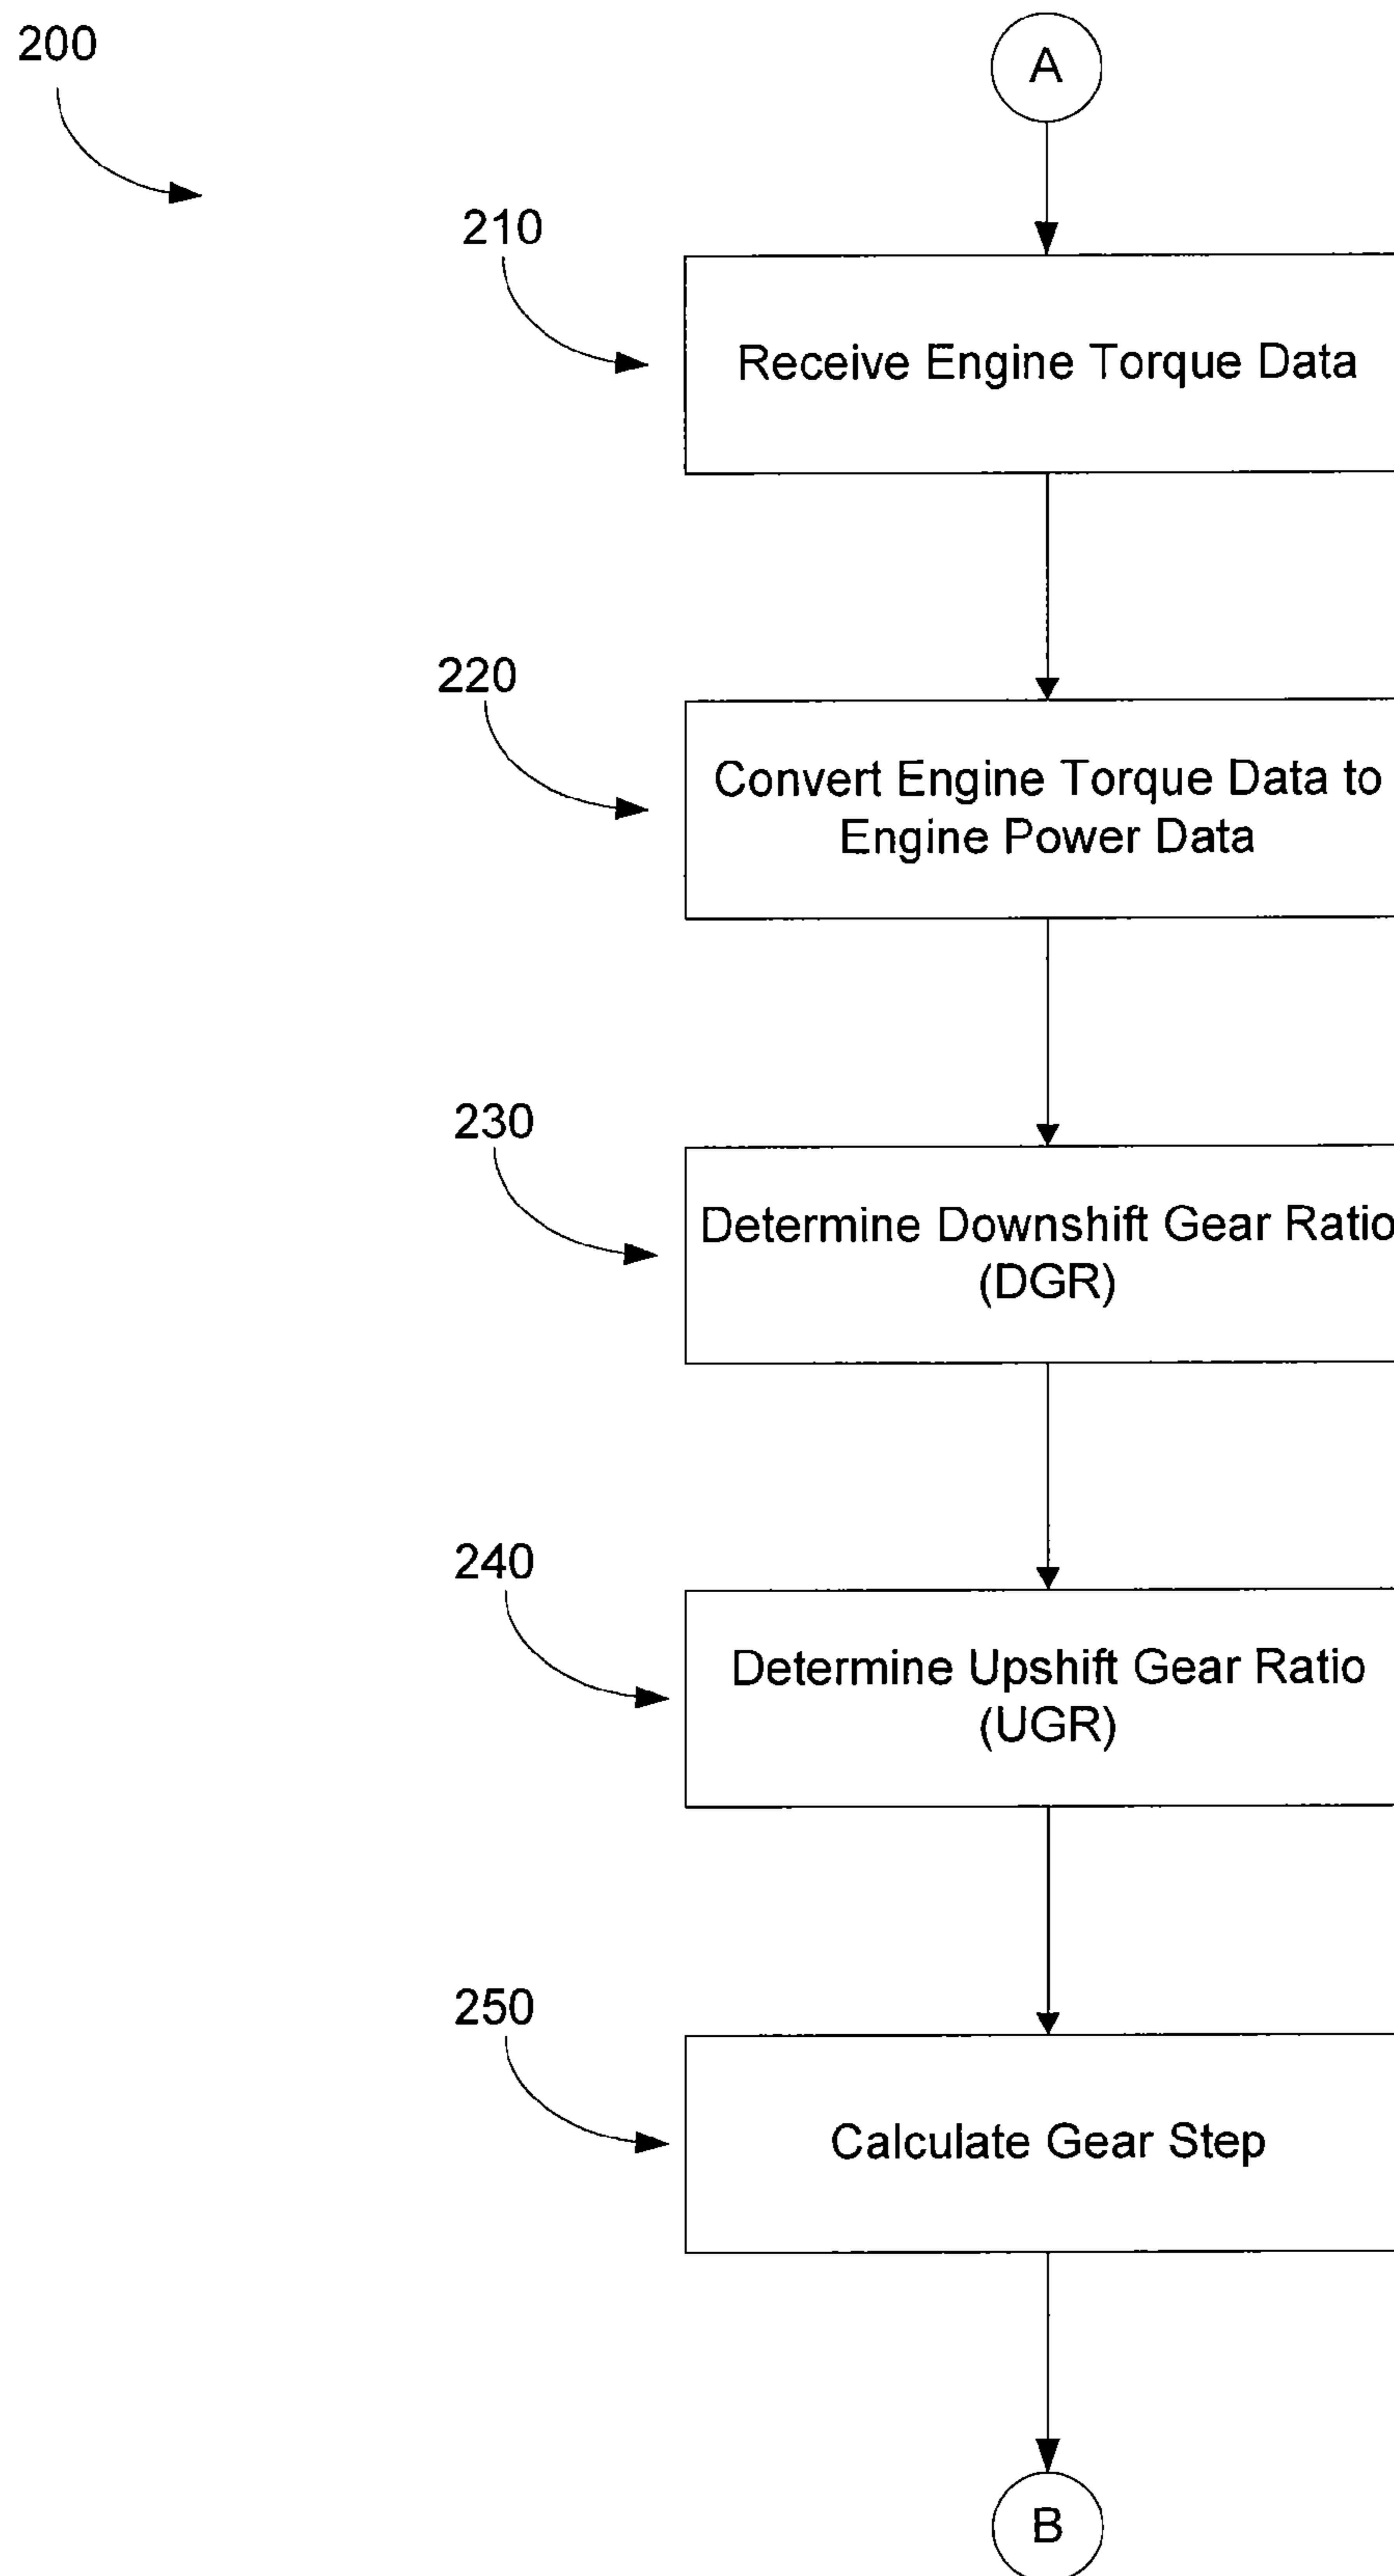 200
A
210
Receive Engine Torque Data
220
Convert Engine Torque Data to
Engine Power Data
230
Determine Downshift Gear Ratio
(DGR)
240
Determine Upshift Gear Ratio
(UGR)
250
Calculate Gear Step
B